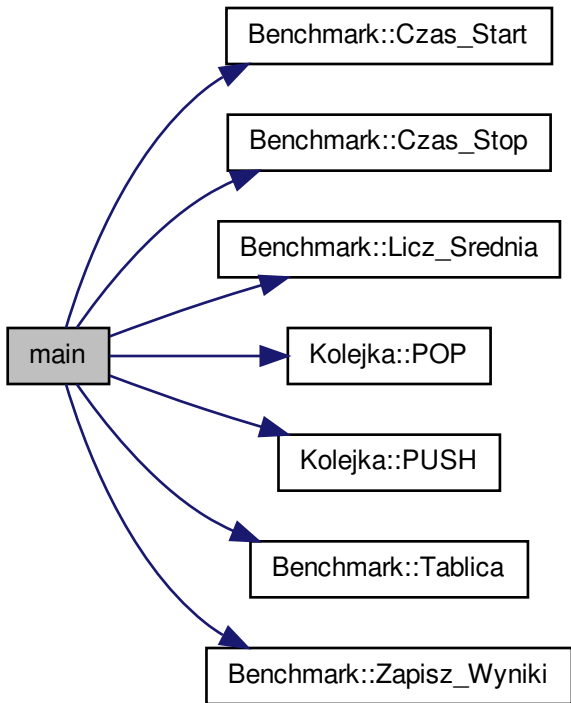 Benchmark::Czas_Start
Benchmark::Czas_Stop
Benchmark::Licz_Srednia
main
Kolejka::POP
Kolejka::PUSH
Benchmark::Tablica
Benchmark::Zapisz_Wyniki